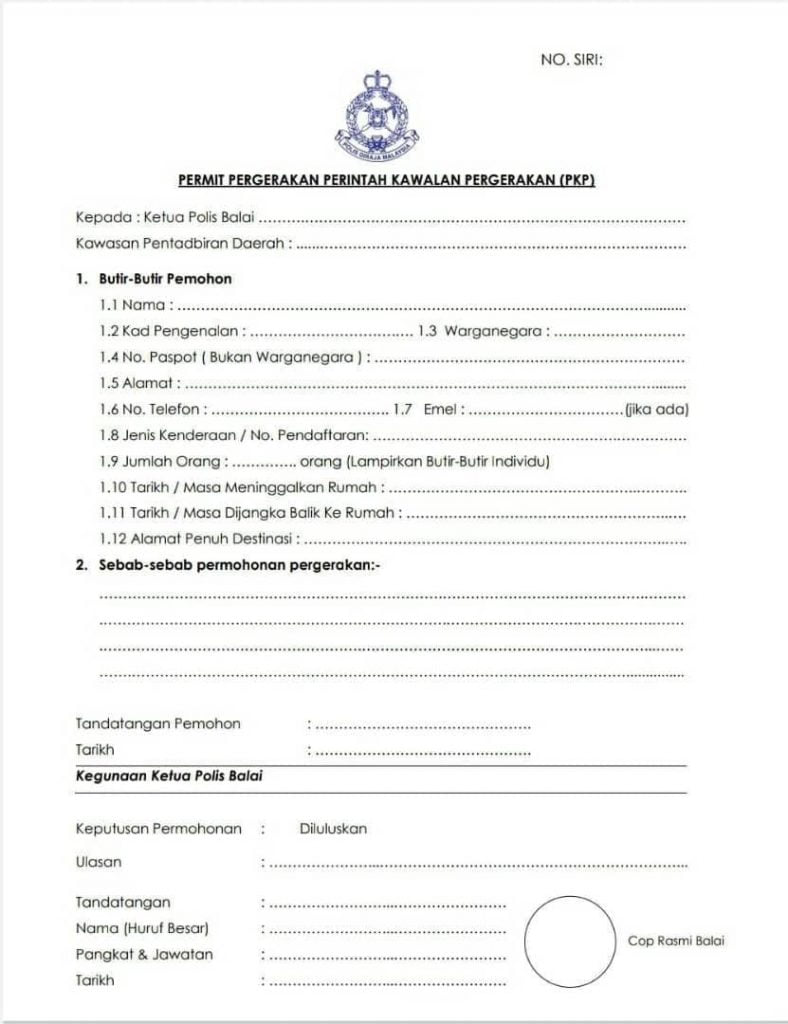 NO. SIRI:
POLIS DIRAJA MALAYSIA
PERMIT PERGERAKAN PERINTAH KAWALAN PERGERAKAN (PKP)
Kepada : Ketua Polis Balai ................................................................
Kawasan Pentadbiran Daerah : ................................................................
1. Butir-Butir Pemohon
1.1 Nama : ................................................................
1.2 Kad Pengenalan : ................................ 1.3 Warganegara : ................................
1.4 No. Paspot ( Bukan Warganegara ) : ................................................................
1.5 Alamat : ................................................................
1.6 No. Telefon : ................................ 1.7 Emel : ................................(jika ada)
1.8 Jenis Kenderaan / No. Pendaftaran: ................................................................
1.9 Jumlah Orang : ............. orang (Lampirkan Butir-Butir Individu)
1.10 Tarikh / Masa Meninggalkan Rumah : ................................................................
1.11 Tarikh / Masa Dijangka Balik Ke Rumah : ................................................................
1.12 Alamat Penuh Destinasi : ................................................................
2. Sebab-sebab permohonan pergerakan:-
................................................................
................................................................
................................................................
................................................................
Tandatangan Pemohon : ................................
Tarikh : ................................
Kegunaan Ketua Polis Balai
Keputusan Permohonan : Diluluskan
Ulasan : ................................................................
Tandatangan : ................................
Nama (Huruf Besar) : ................................
Pangkat & Jawatan : ................................
Cop Rasmi Balai
Tarikh : ................................